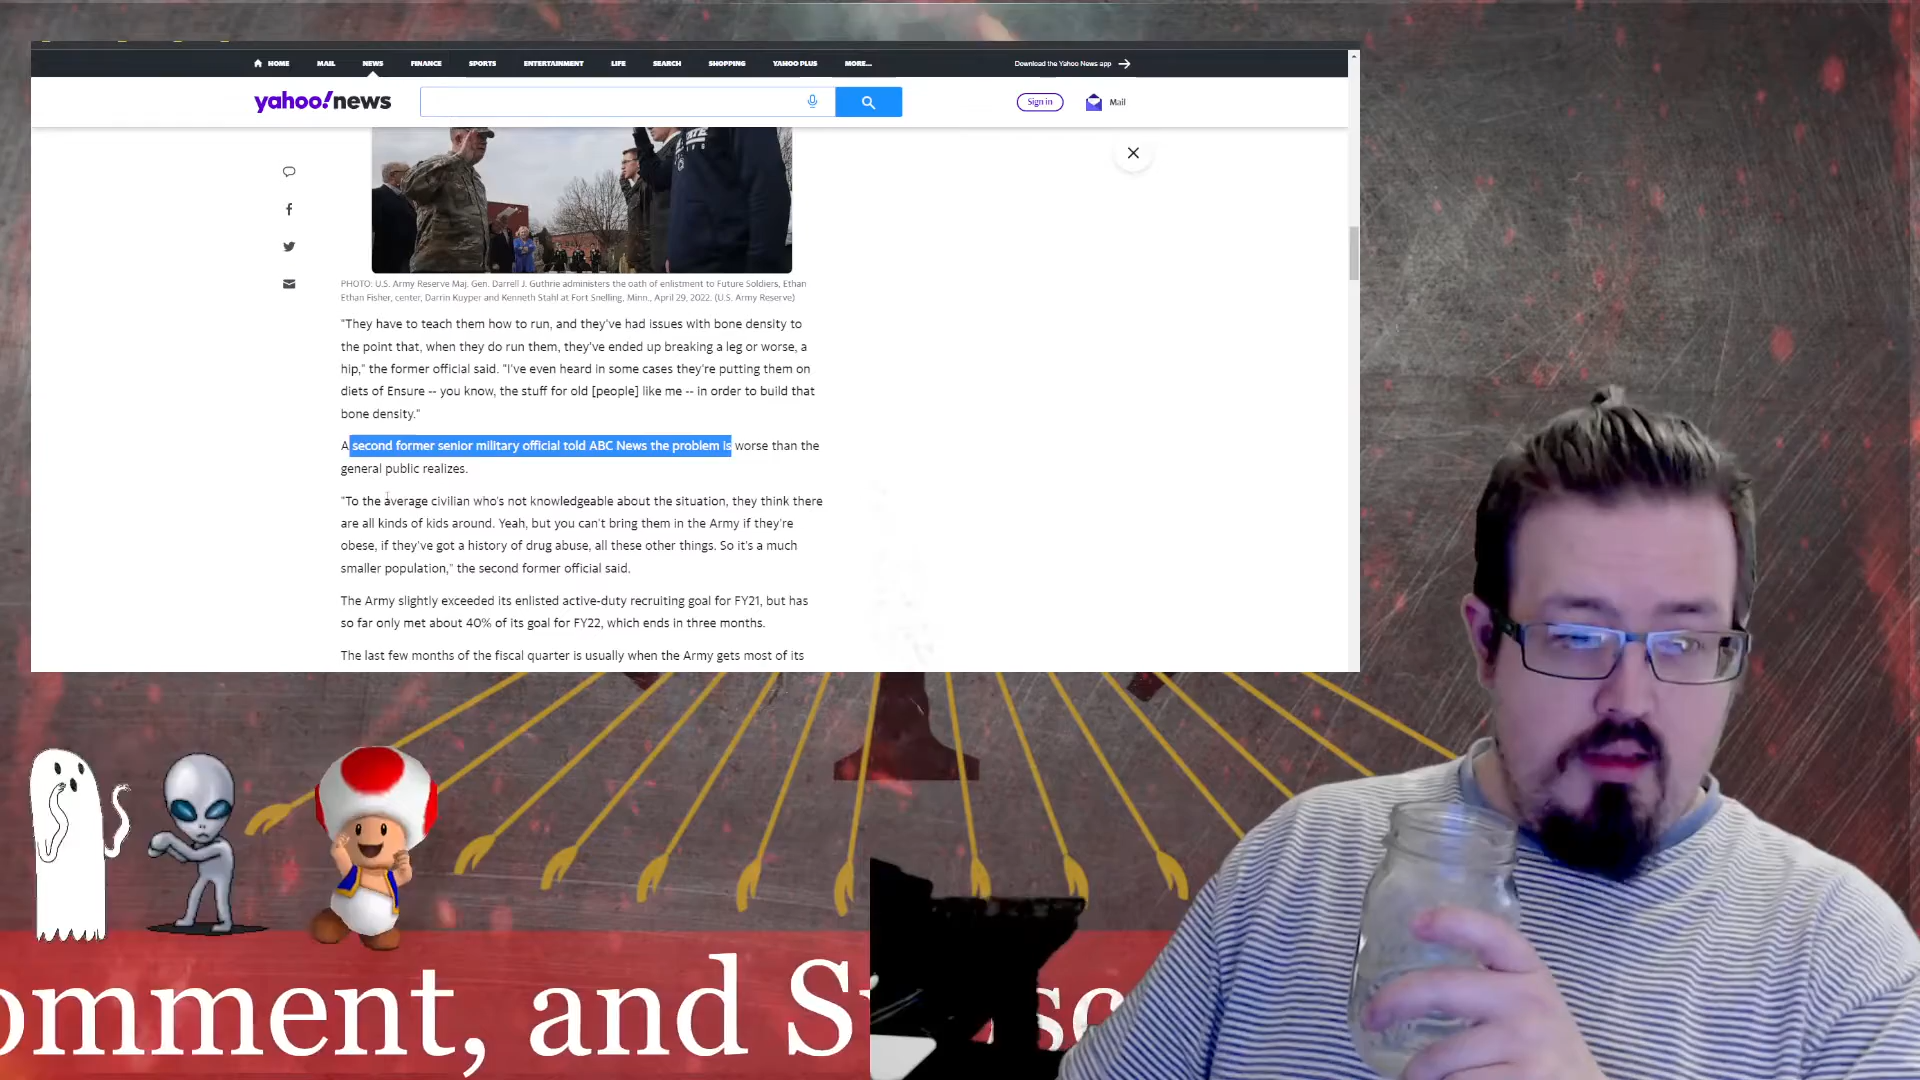 HOME MAIL NEWS FINANCE SPORTS ENTERTAINMENT LIFE SEARCH SHOPPING YAHOO PLUS MORE... Download the Yahoo News app
yahoo!news Sign in Mail
PHOTO: U.S. Army Reserve Maj. Gen. Darrell J. Guthrie administers the oath of enlistment to Future Soldiers, Ethan
Ethan Fisher, center, Darrin Kuyper and Kenneth Stahl at Fort Snelling, Minn., April 29, 2022. (U.S. Army Reserve)
"They have to teach them how to run, and they've had issues with bone density to
the point that, when they do run them, they've ended up breaking a leg or worse, a
hip," the former official said. "I've even heard in some cases they're putting them on
diets of Ensure -- you know, the stuff for old [people] like me -- in order to build that
bone density."
A second former senior military official told ABC News the problem is worse than the
general public realizes.
"To the average civilian who's not knowledgeable about the situation, they think there
are all kinds of kids around. Yeah, but you can't bring them in the Army if they're
obese, if they've got a history of drug abuse, all these other things. So it's a much
smaller population," the second former official said.
The Army slightly exceeded its enlisted active-duty recruiting goal for FY21, but has
so far only met about 40% of its goal for FY22, which ends in three months.
The last few months of the fiscal quarter is usually when the Army gets most of its
omment, and S